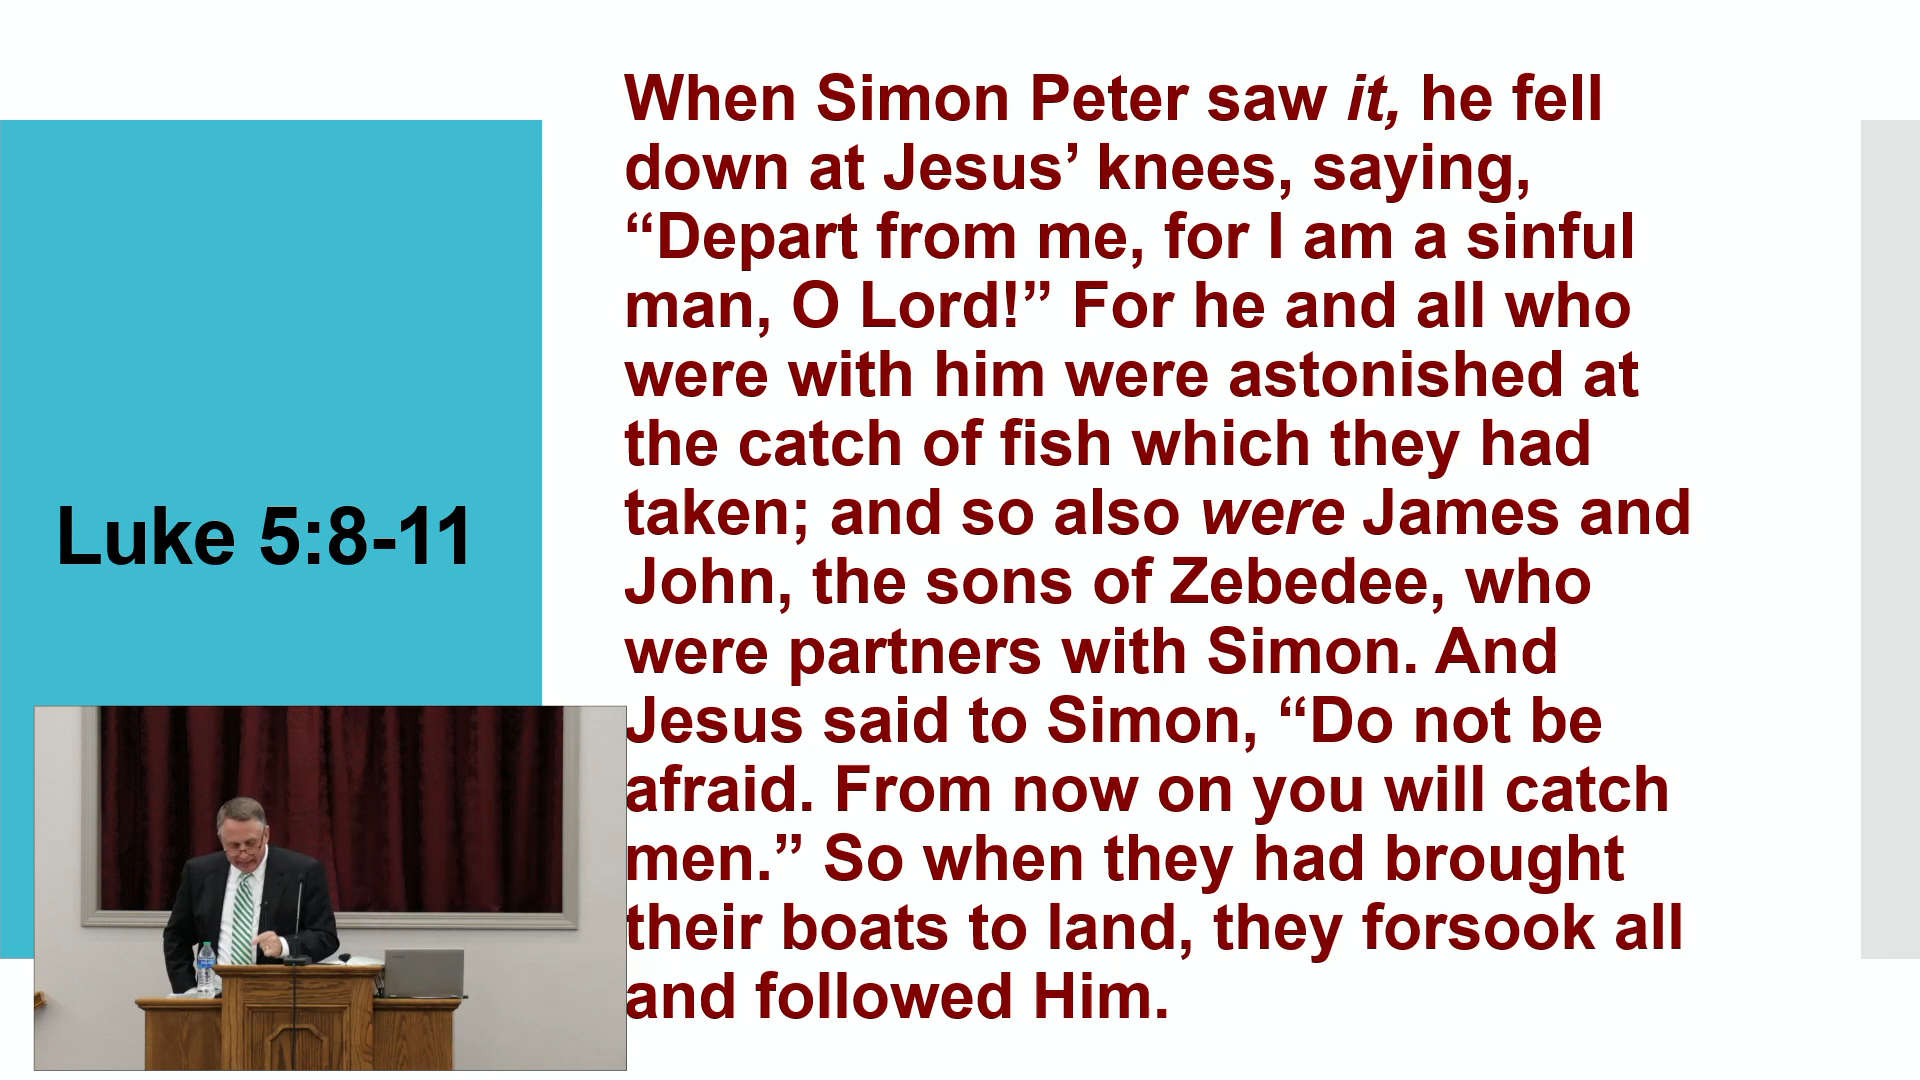 Luke 5:8-11
When Simon Peter saw it, he fell
down at Jesus’ knees, saying,
“Depart from me, for I am a sinful
man, O Lord!” For he and all who
were with him were astonished at
the catch of fish which they had
taken; and so also were James and
John, the sons of Zebedee, who
were partners with Simon. And
Jesus said to Simon, “Do not be
afraid. From now on you will catch
men.” So when they had brought
their boats to land, they forsook all
and followed Him.